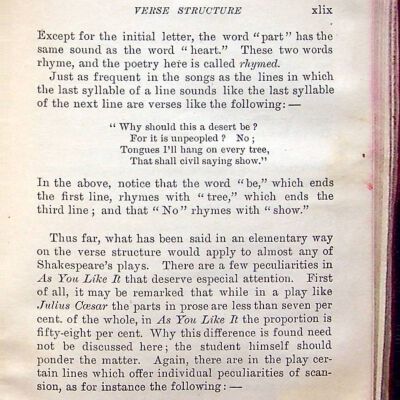 VERSE STRUCTURE xlix
Except for the initial letter, the word “part” has the
same sound as the word “heart.” These two words
rhyme, and the poetry here is called rhymed.
Just as frequent in the songs as the lines in which
the last syllable of a line sounds like the last syllable
of the next line are verses like the following: —
“Why should this a desert be?
For it is unpeopled? No;
Tongues I’ll hang on every tree,
That shall civil saying show.”
In the above, notice that the word “be,” which ends
the first line, rhymes with “tree,” which ends the
third line; and that “No” rhymes with “show.”
Thus far, what has been said in an elementary way
on the verse structure would apply to almost any of
Shakespeare’s plays. There are a few peculiarities in
As You Like It that deserve especial attention. First
of all, it may be remarked that while in a play like
Julius Cæsar the parts in prose are less than seven per
cent. of the whole, in As You Like It the proportion is
fifty-eight per cent. Why this difference is found need
not be discussed here; the student himself should
ponder the matter. Again, there are in the play cer-
tain lines which offer individual peculiarities of scan-
sion, as for instance the following: —